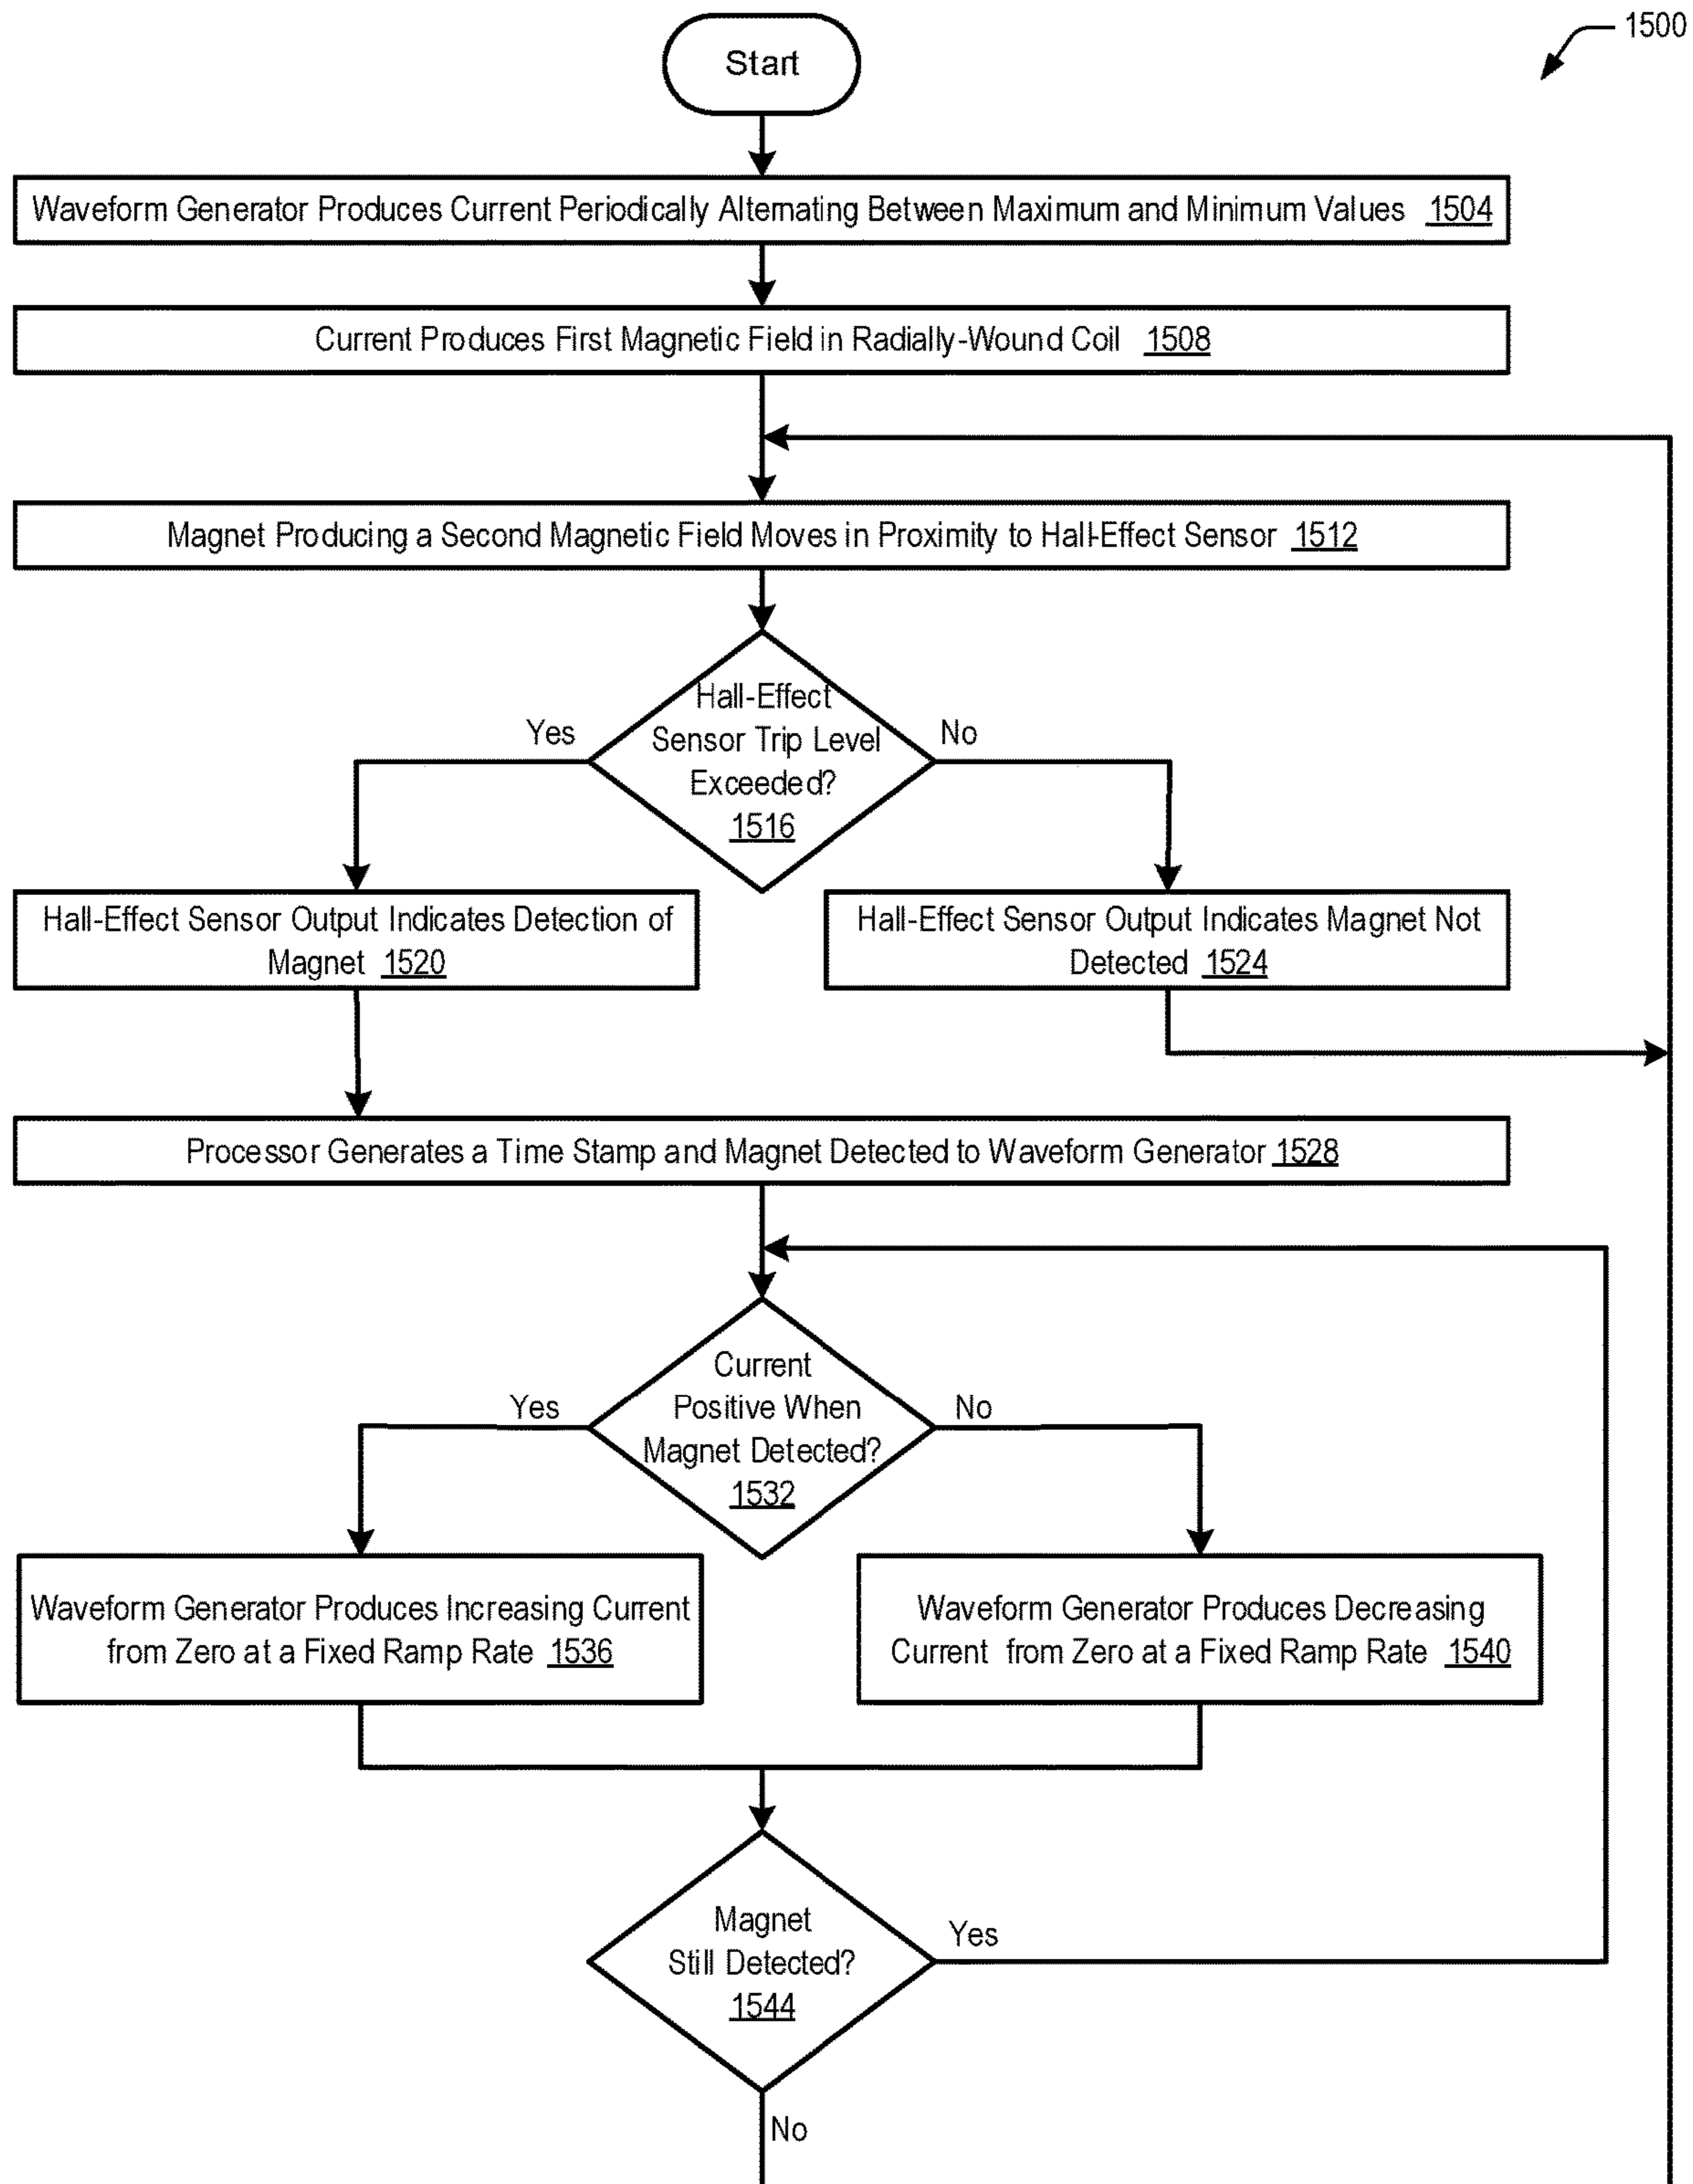 1500
Start
Waveform Generator Produces Current Periodically Alternating Between Maximum and Minimum Values 1504
Current Produces First Magnetic Field in Radially-Wound Coil 1508
Magnet Producing a Second Magnetic Field Moves in Proximity to Hall-Effect Sensor 1512
Hall-Effect
Sensor Trip Level
Exceeded?
1516
Yes
No
Hall-Effect Sensor Output Indicates Detection of
Magnet 1520
Hall-Effect Sensor Output Indicates Magnet Not
Detected 1524
Processor Generates a Time Stamp and Magnet Detected to Waveform Generator 1528
Current
Positive When
Magnet Detected?
1532
Yes
No
Waveform Generator Produces Increasing Current
from Zero at a Fixed Ramp Rate 1536
Waveform Generator Produces Decreasing
Current from Zero at a Fixed Ramp Rate 1540
Magnet
Still Detected?
1544
Yes
No